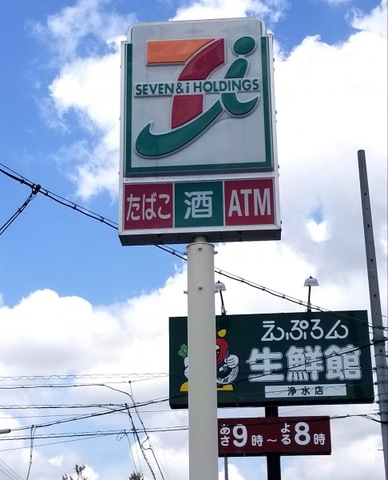 SEVEN&i HOLDINGS
たばこ 酒 ATM
えぷろん
生鮮館
浄水店
あさ9時~よる8時